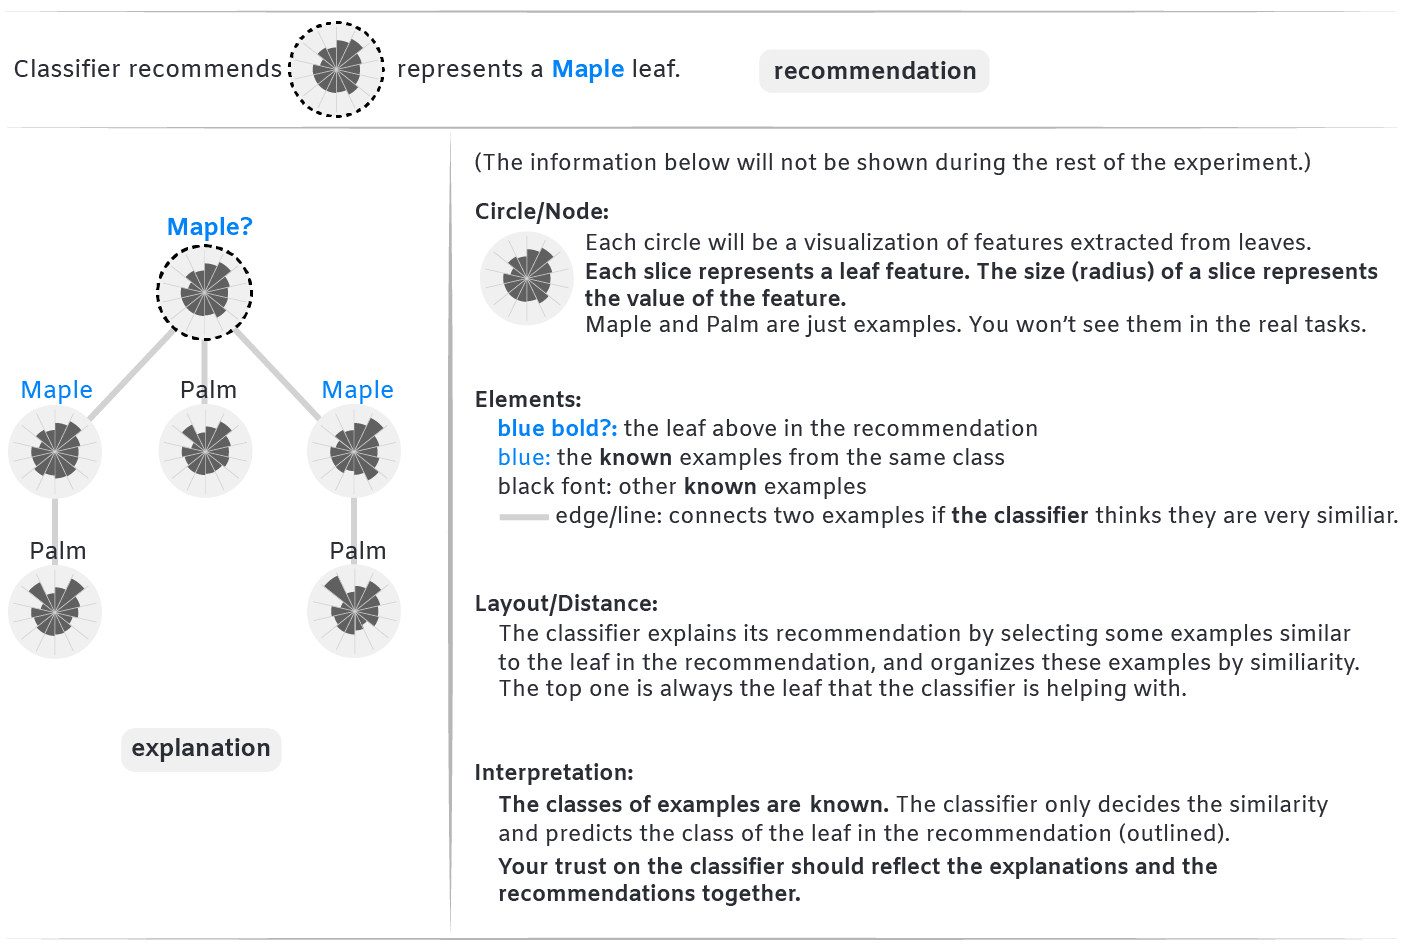 Classifier recommends represents a Maple leaf. recommendation
Maple?
Maple Palm Maple
Palm Palm
explanation
(The information below will not be shown during the rest of the experiment.)
Circle/Node:
Each circle will be a visualization of features extracted from leaves.
Each slice represents a leaf feature. The size (radius) of a slice represents
the value of the feature.
Maple and Palm are just examples. You won’t see them in the real tasks.
Elements:
blue bold?: the leaf above in the recommendation
blue: the known examples from the same class
black font: other known examples
edge/line: connects two examples if the classifier thinks they are very similiar.
Layout/Distance:
The classifier explains its recommendation by selecting some examples similar
to the leaf in the recommendation, and organizes these examples by similiarity.
The top one is always the leaf that the classifier is helping with.
Interpretation:
The classes of examples are known. The classifier only decides the similarity
and predicts the class of the leaf in the recommendation (outlined).
Your trust on the classifier should reflect the explanations and the
recommendations together.